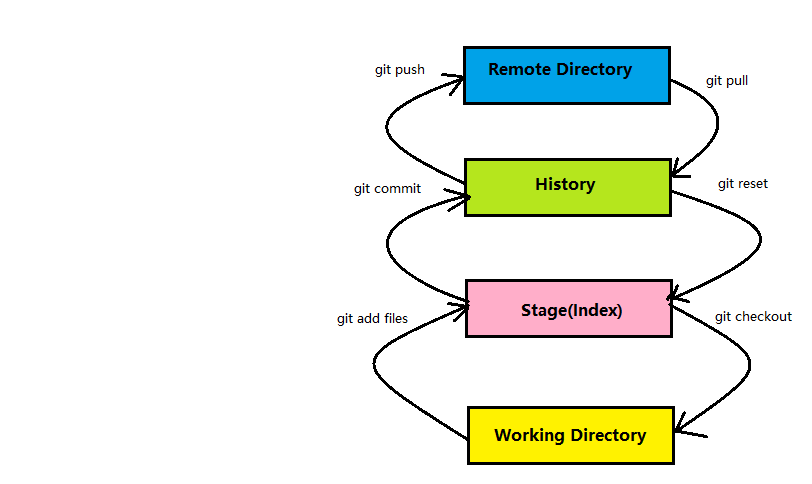 Remote Directory
git push
git pull
History
git commit
git reset
Stage(Index)
git add files
git checkout
Working Directory